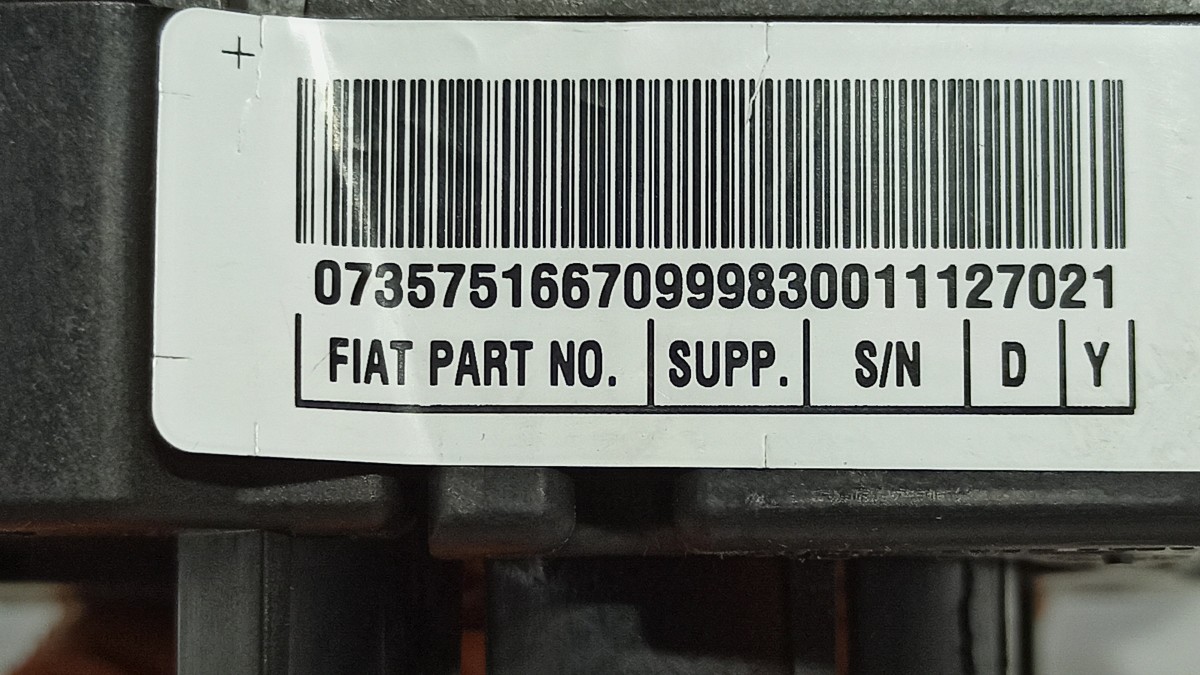 07357516670999830011127021
FIAT PART NO. SUPP. S/N D Y